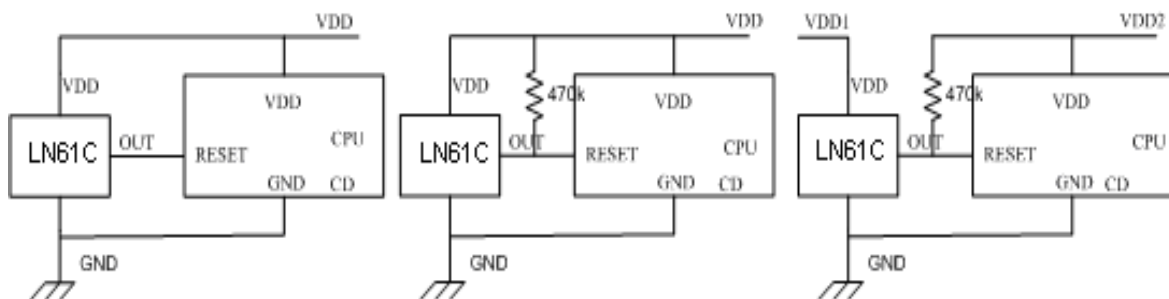 VDD
VDD
VDD
LN61C
OUT
RESET
CPU
GND
CD
GND
VDD
VDD
470k
VDD
LN61C
OUT
RESET
CPU
GND
CD
GND
VDD1
VDD2
VDD
470k
VDD
LN61C
OUT
RESET
CPU
GND
CD
GND